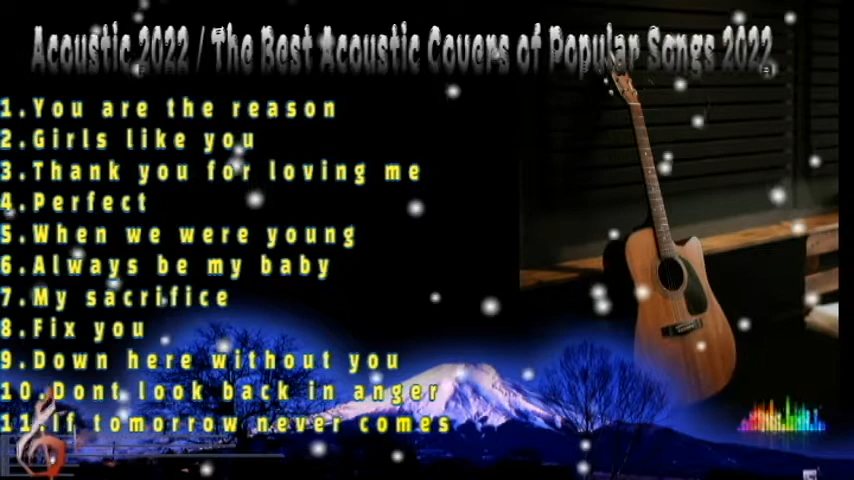 Acoustic 2022 / The Best Acoustic Covers of Popular Songs 2022
1.You are the reason
2.Girls like you
3.Thank you for loving me
4.Perfect
5.When we were young
6.Always be my baby
7.My sacrifice
8.Fix you
9.Down here without you
10.Dont look back in anger
11.If tomorrow never comes